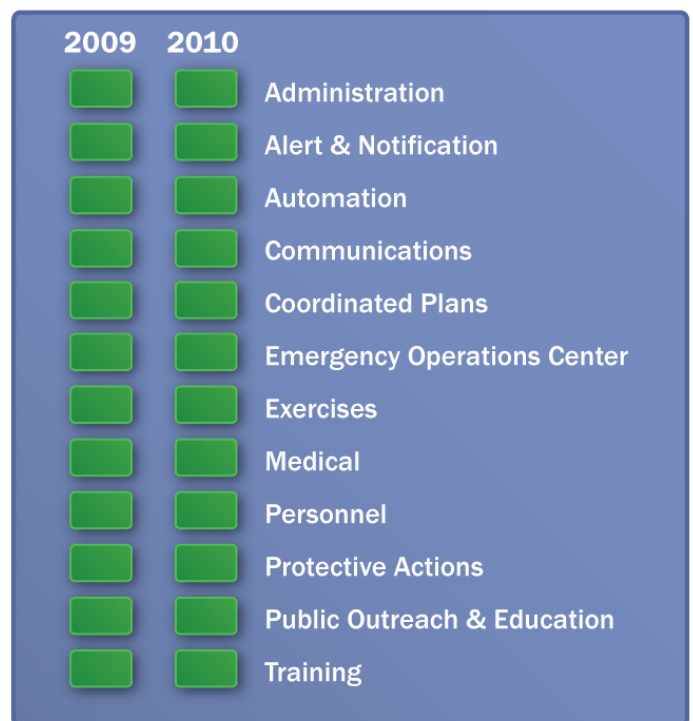 2009 2010
Administration
Alert & Notification
Automation
Communications
Coordinated Plans
Emergency Operations Center
Exercises
Medical
Personnel
Protective Actions
Public Outreach & Education
Training